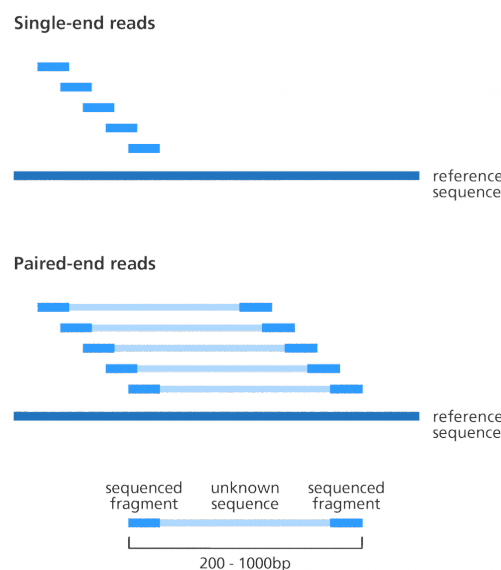 Single-end reads
reference
sequence
Paired-end reads
reference
sequence
sequenced unknown sequenced
fragment sequence fragment
200 - 1000bp